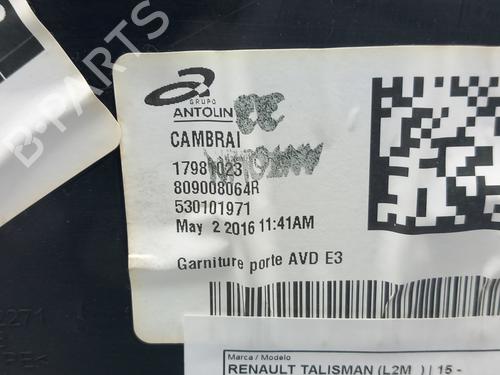 GRUPO
ANTOLIN
CAMBRAI
17981023
809008064R
530101971
May 2 2016 11:41AM
Garniture porte AVD E3
Marca / Modelo
RENAULT TALISMAN (L2M_) | 15 -
B-PARTS